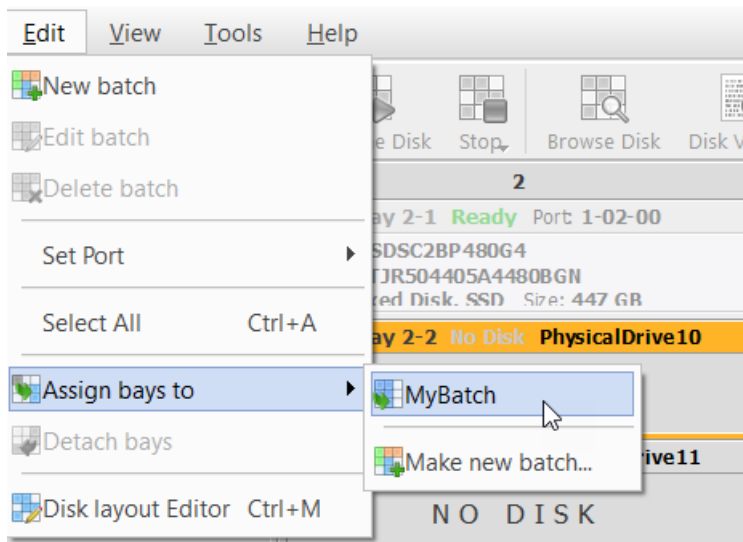 Edit View Tools Help
New batch
Edit batch
Delete batch
Set Port
Select All Ctrl+A
Assign bays to
Detach bays
Disk layout Editor Ctrl+M
MyBatch
Make new batch...
e Disk Stop Browse Disk Disk V
2
ay 2-1 Ready Port: 1-02-00
SDSC2BP480G4
TJR504405A4480BGN
xed Disk, SSD Size: 447 GB
ay 2-2 No Disk PhysicalDrive10
ive11
NO DISK